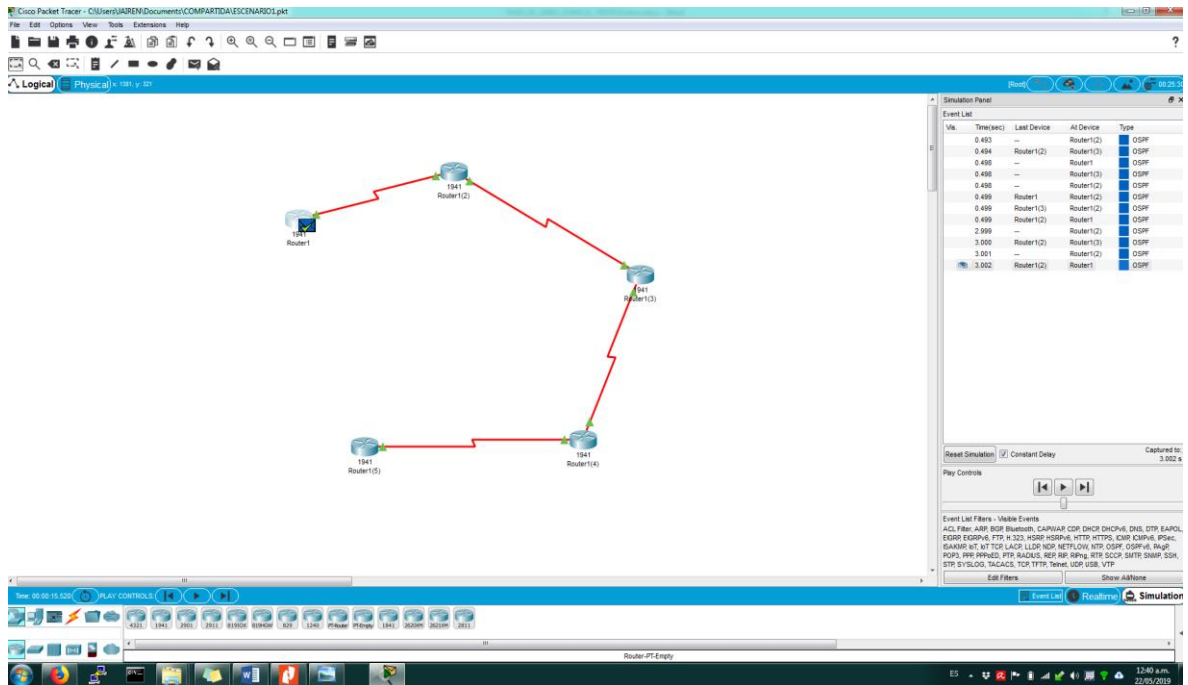 Cisco Packet Tracer - C:\Users\JAIREN\Documents\COMPARTIDA\ESCENARIO1.pkt
File Edit Options View Tools Extensions Help
Logical Physical x: 1381, y: 321 [Root] 00:25:30
1941
Router1(2)
1941
Router1
1941
Router1(3)
1941
Router1(4)
1941
Router1(5)
Simulation Panel
Event List
Vis. Time(sec) Last Device At Device Type
0.493 -- Router1(2) OSPF
0.494 Router1(2) Router1(3) OSPF
0.498 -- Router1 OSPF
0.498 -- Router1(3) OSPF
0.498 -- Router1(2) OSPF
0.499 Router1 Router1(2) OSPF
0.499 Router1(3) Router1(2) OSPF
0.499 Router1(2) Router1 OSPF
2.999 -- Router1(2) OSPF
3.000 Router1(2) Router1(3) OSPF
3.001 -- Router1(2) OSPF
3.002 Router1(2) Router1 OSPF
Reset Simulation Constant Delay Captured to:
3.002 s
Play Controls
Event List Filters - Visible Events
ACL Filter, ARP, BGP, Bluetooth, CAPWAP, CDP, DHCP, DHCPv6, DNS, DTP, EAPOL,
EIGRP, EIGRPv6, FTP, H.323, HSRP, HSRPv6, HTTP, HTTPS, ICMP, ICMPv6, IPSec,
ISAKMP, IoT, IoT TCP, LACP, LLDP, NDP, NETFLOW, NTP, OSPF, OSPFv6, PAgP,
POP3, PPP, PPPoED, PTP, RADIUS, REP, RIP, RIPng, RTP, SCCP, SMTP, SNMP, SSH,
STP, SYSLOG, TACACS, TCP, TFTP, Telnet, UDP, USB, VTP
Edit Filters Show All/None
Time: 00:00:15.520 PLAY CONTROLS: Event List Realtime Simulation
4321 1941 2901 2911 819IOX 819HGW 829 1240 PT-Router PT-Empty 1841 2620XM 2621XM 2811
Router-PT-Empty
ES 12:40 a.m.
22/05/2019